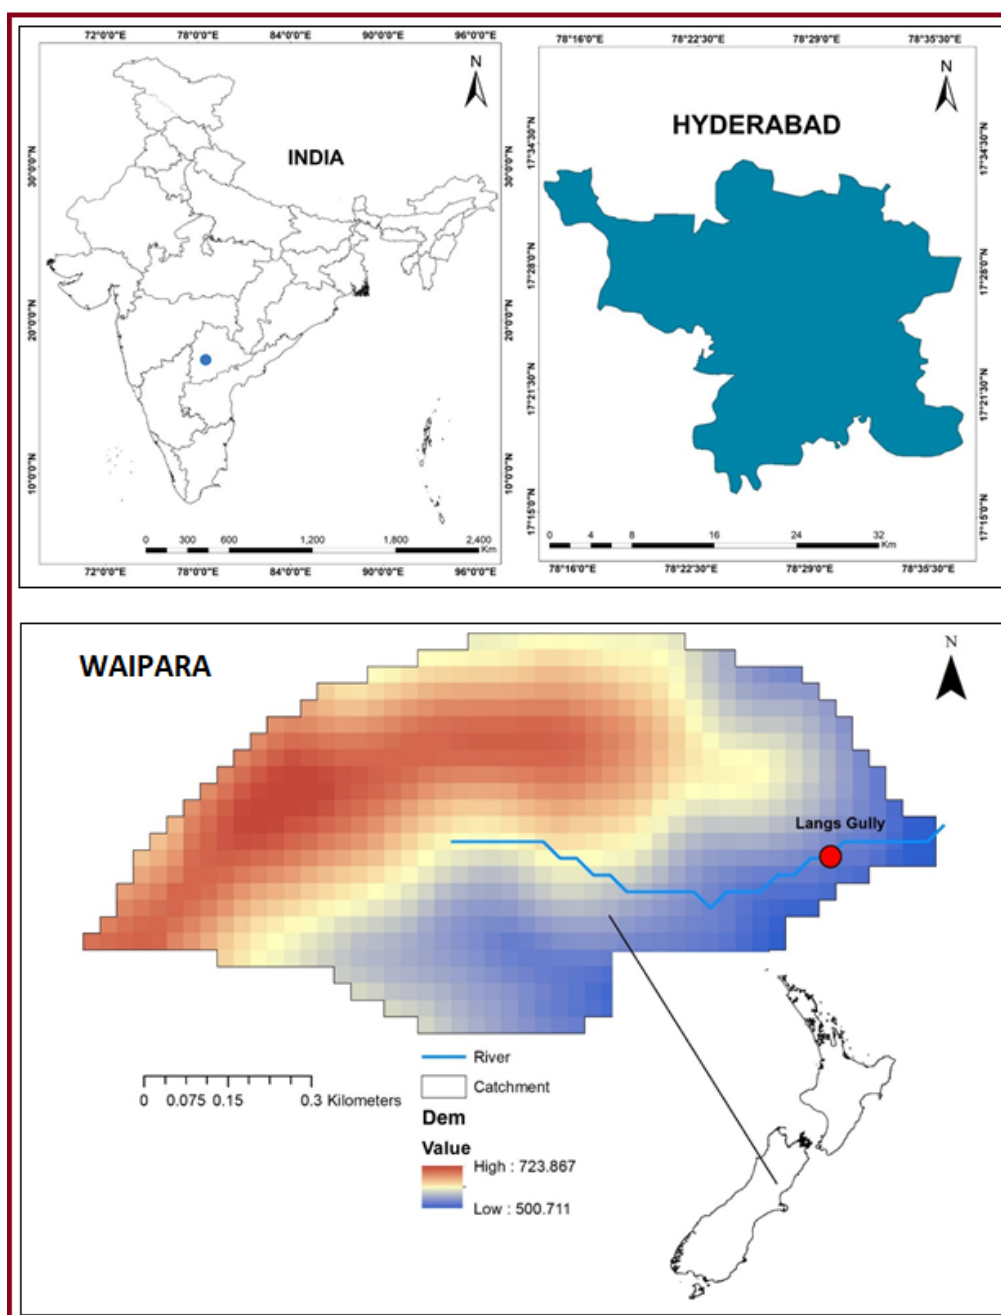 72°0'0"E 78°0'0"E 84°0'0"E 90°0'0"E 96°0'0"E
N
INDIA
30°0'0"N
20°0'0"N
10°0'0"N
30°0'0"N
20°0'0"N
10°0'0"N
0 300 600 1,200 1,800 2,400
Km
72°0'0"E 78°0'0"E 84°0'0"E 90°0'0"E 96°0'0"E
78°16'0"E 78°22'30"E 78°29'0"E 78°35'30"E
N
HYDERABAD
17°34'30"N
17°28'0"N
17°21'30"N
17°15'0"N
17°34'30"N
17°28'0"N
17°21'30"N
17°15'0"N
0 4 8 16 24 32
Km
78°16'0"E 78°22'30"E 78°29'0"E 78°35'30"E
WAIPARA
N
Langs Gully
River
Catchment
0 0.075 0.15 0.3 Kilometers
Dem
Value
High : 723.867
Low : 500.711